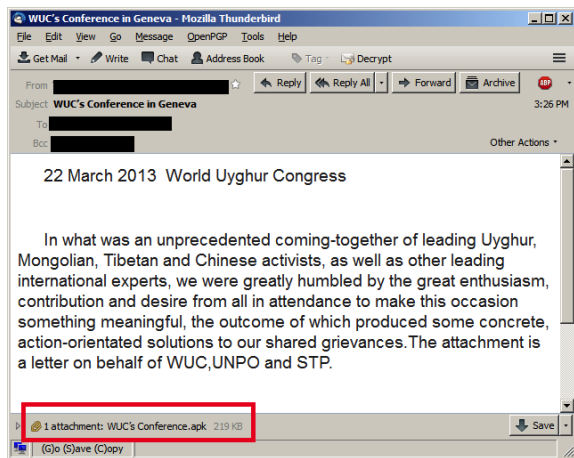 WUC's Conference in Geneva - Mozilla Thunderbird
File Edit View Go Message OpenPGP Tools Help
Get Mail Write Chat Address Book Tag Decrypt
From Reply Reply All Forward Archive ABP
Subject WUC's Conference in Geneva 3:26 PM
To
Bcc Other Actions
22 March 2013 World Uyghur Congress
In what was an unprecedented coming-together of leading Uyghur,
Mongolian, Tibetan and Chinese activists, as well as other leading
international experts, we were greatly humbled by the great enthusiasm,
contribution and desire from all in attendance to make this occasion
something meaningful, the outcome of which produced some concrete,
action-orientated solutions to our shared grievances.The attachment is
a letter on behalf of WUC,UNPO and STP.
1 attachment: WUC's Conference.apk 219 KB Save
(G)o (S)ave (C)opy